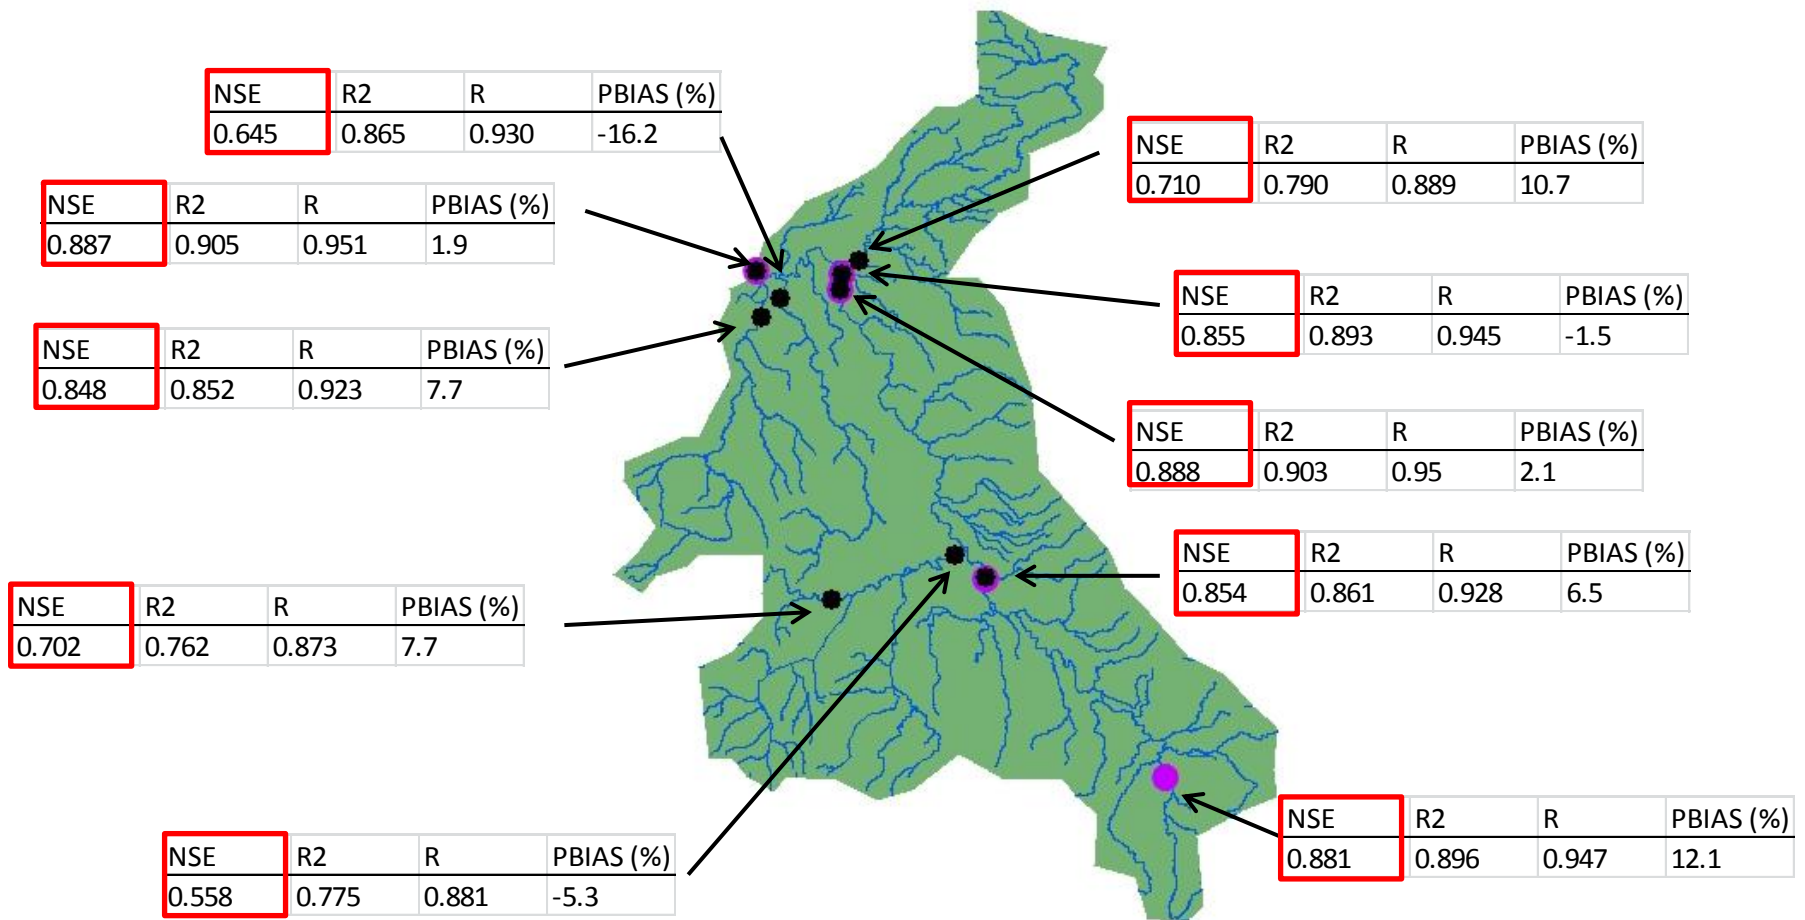 NSE R2 R PBIAS (%)
0.645 0.865 0.930 -16.2
NSE R2 R PBIAS (%)
0.710 0.790 0.889 10.7
NSE R2 R PBIAS (%)
0.887 0.905 0.951 1.9
NSE R2 R PBIAS (%)
0.855 0.893 0.945 -1.5
NSE R2 R PBIAS (%)
0.848 0.852 0.923 7.7
NSE R2 R PBIAS (%)
0.888 0.903 0.95 2.1
NSE R2 R PBIAS (%)
0.854 0.861 0.928 6.5
NSE R2 R PBIAS (%)
0.702 0.762 0.873 7.7
NSE R2 R PBIAS (%)
0.881 0.896 0.947 12.1
NSE R2 R PBIAS (%)
0.558 0.775 0.881 -5.3